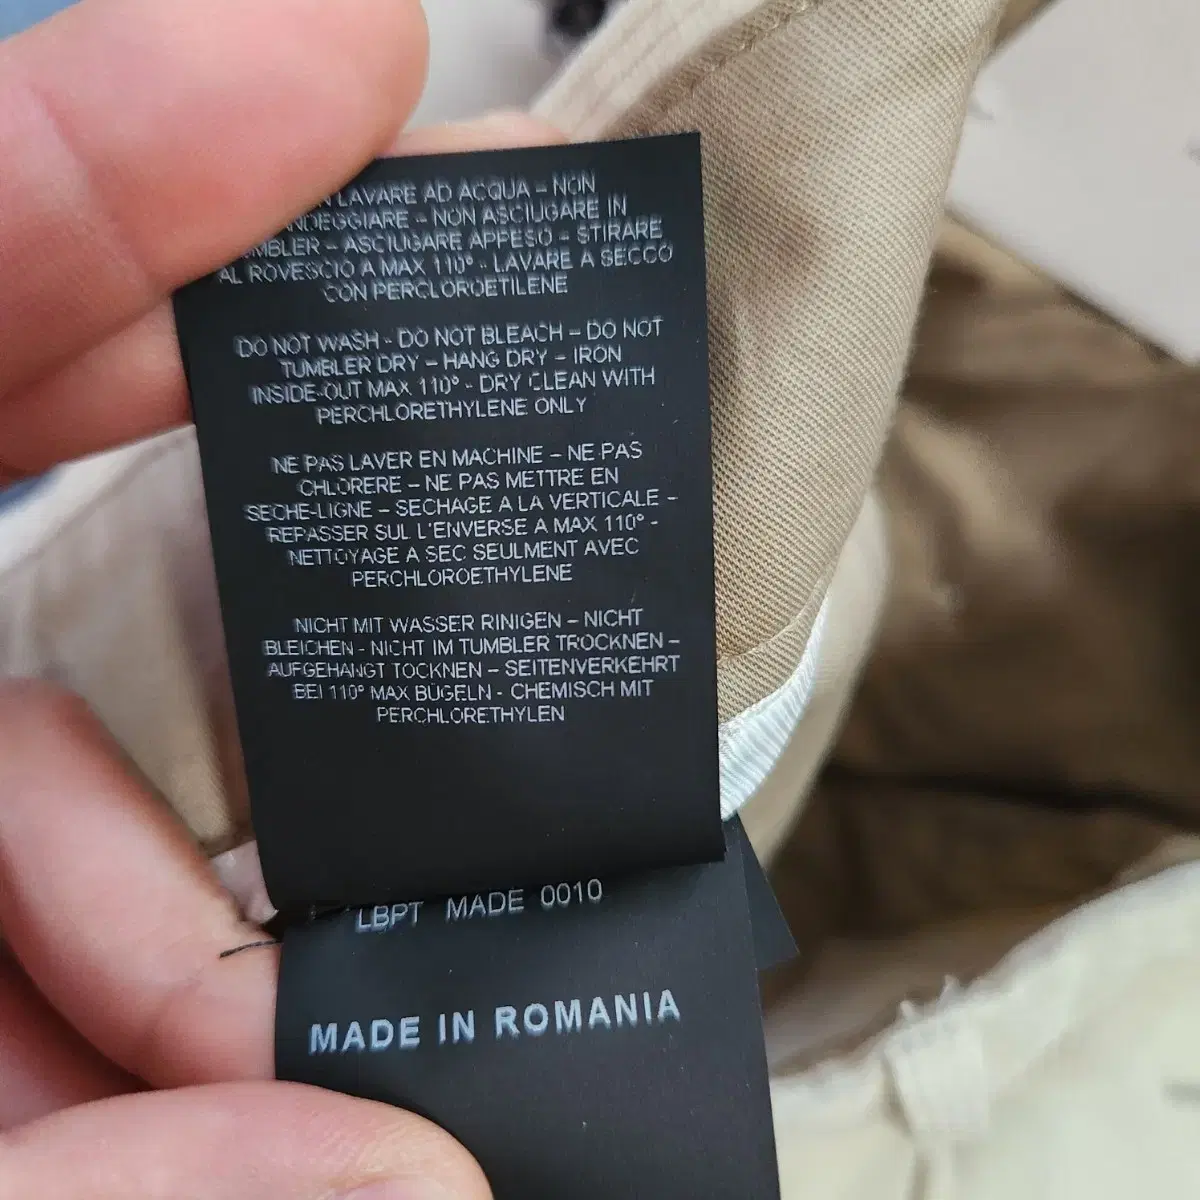 LAVARE AD ACQUA – NON
NDEGGIARE – NON ASCIUGARE IN
MBLER – ASCIUGARE APPESO – STIRARE
AL ROVESCIO A MAX 110° - LAVARE A SECCO
CON PERCLOROETILENE
DO NOT WASH - DO NOT BLEACH – DO NOT
TUMBLER DRY – HANG DRY – IRON
INSIDE-OUT MAX 110° - DRY CLEAN WITH
PERCHLORETHYLENE ONLY
NE PAS LAVER EN MACHINE – NE PAS
CHLORERE – NE PAS METTRE EN
SECHE-LIGNE – SECHAGE A LA VERTICALE –
REPASSER SUL L'ENVERSE A MAX 110° -
NETTOYAGE A SEC SEULMENT AVEC
PERCHLOROETHYLENE
NICHT MIT WASSER RINIGEN – NICHT
BLEICHEN - NICHT IM TUMBLER TROCKNEN –
AUFGEHANGT TOCKNEN – SEITENVERKEHRT
BEI 110° MAX BÜGELN - CHEMISCH MIT
PERCHLORETHYLEN
LBPT MADE 0010
MADE IN ROMANIA